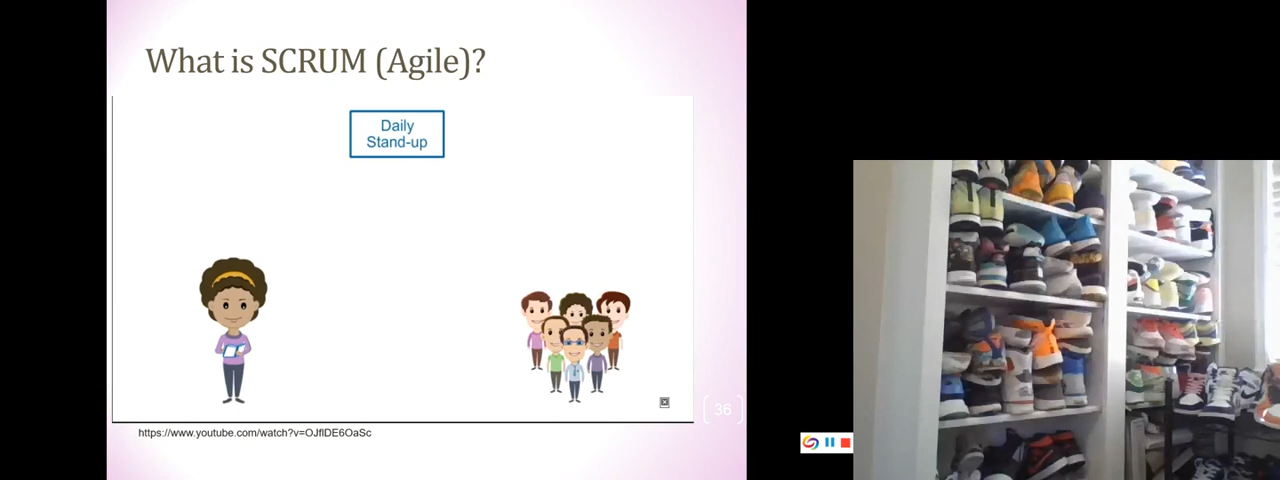 What is SCRUM (Agile)?
Daily
Stand-up
36
https://www.youtube.com/watch?v=OJflDE6OaSc